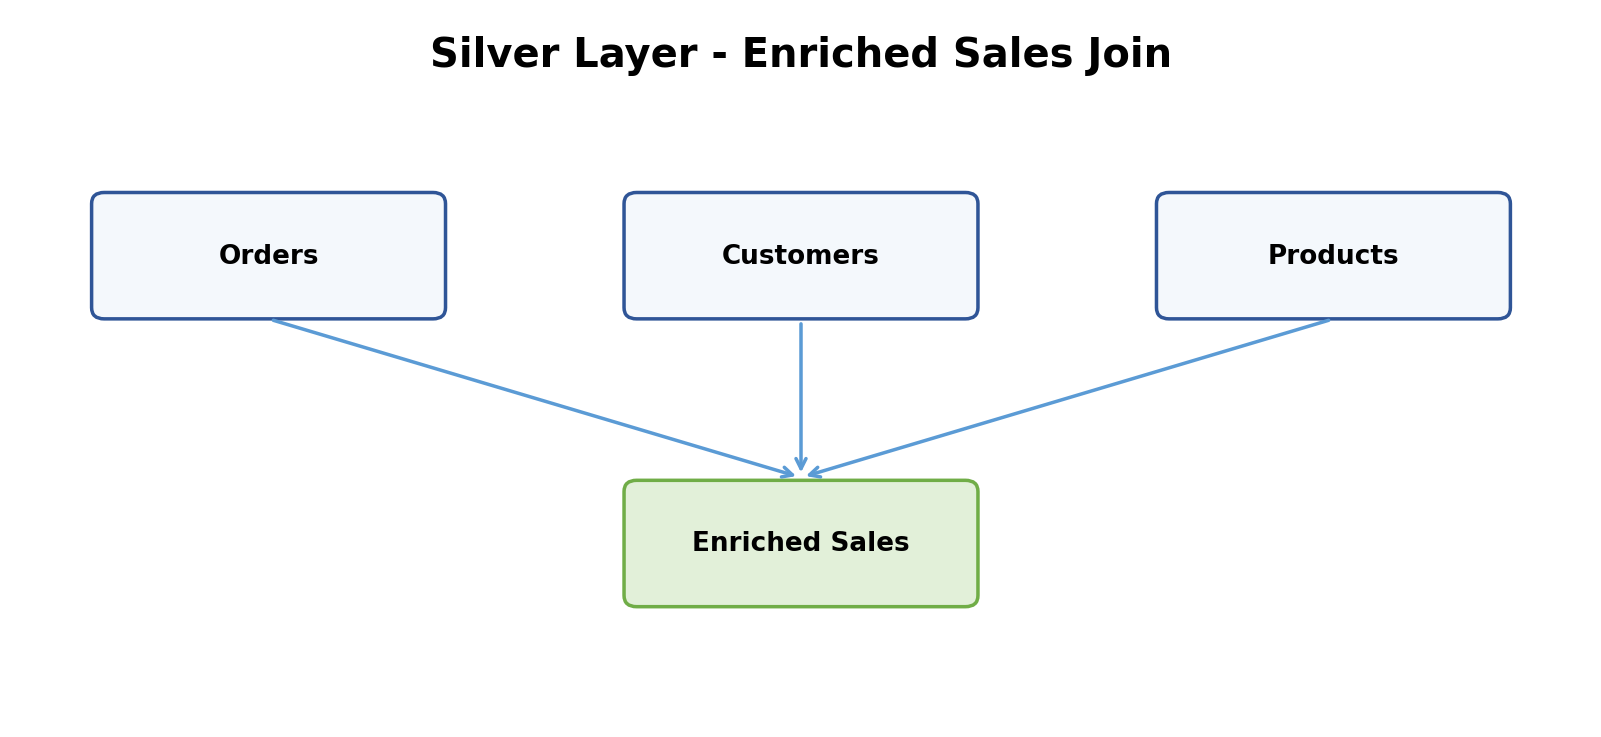 Silver Layer - Enriched Sales Join
Orders
Customers
Products
Enriched Sales